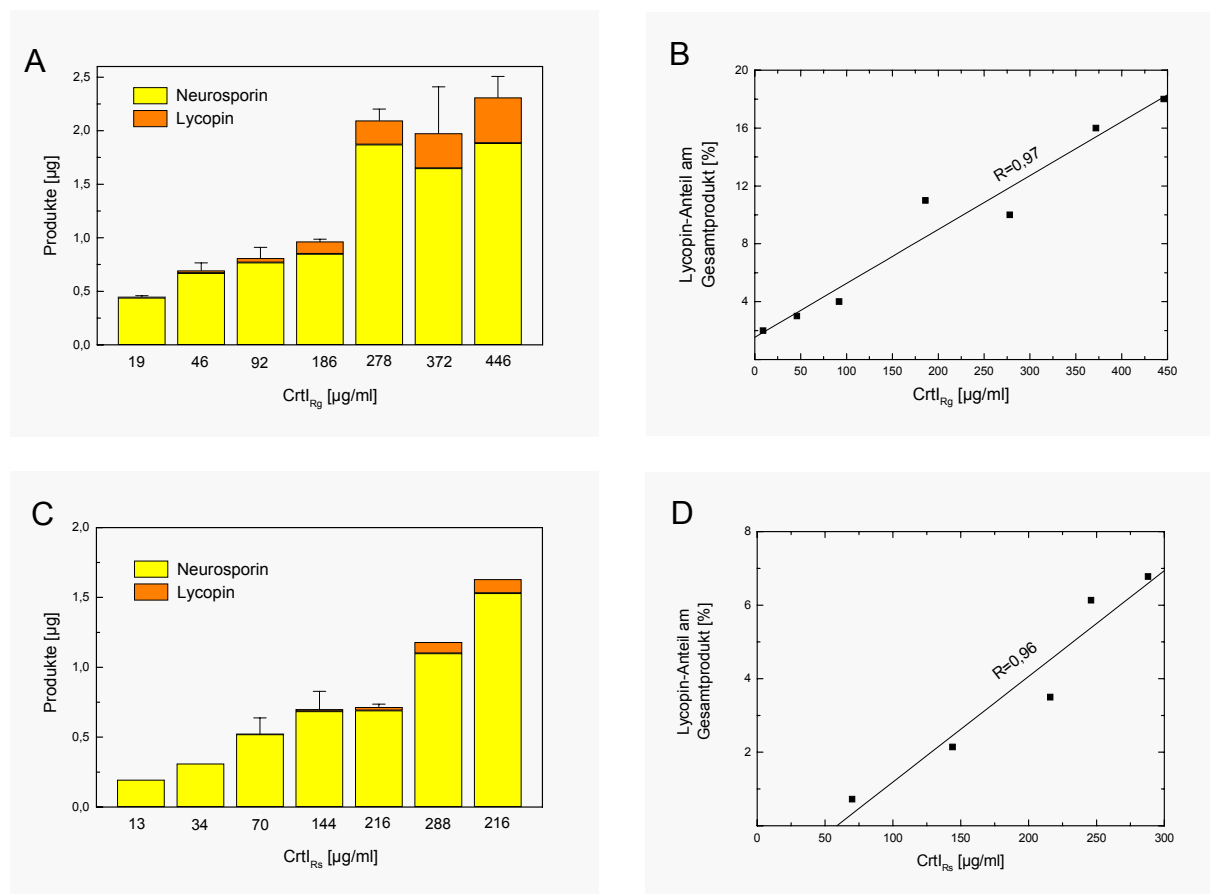 A
2,5
2,0
1,5
1,0
0,5
0,0
Produkte [µg]
Neurosporin
Lycopin
19 46 92 186 278 372 446
CrtI_Rg [µg/ml]
B
20
16
12
8
4
Lycopin-Anteil am
Gesamtprodukt [%]
R=0,97
0 50 100 150 200 250 300 350 400 450
CrtI_Rg [µg/ml]
C
2,0
1,5
1,0
0,5
0,0
Produkte [µg]
Neurosporin
Lycopin
13 34 70 144 216 288 216
CrtI_Rs [µg/ml]
D
8
6
4
2
Lycopin-Anteil am
Gesamtprodukt [%]
R=0,96
0 50 100 150 200 250 300
CrtI_Rs [µg/ml]